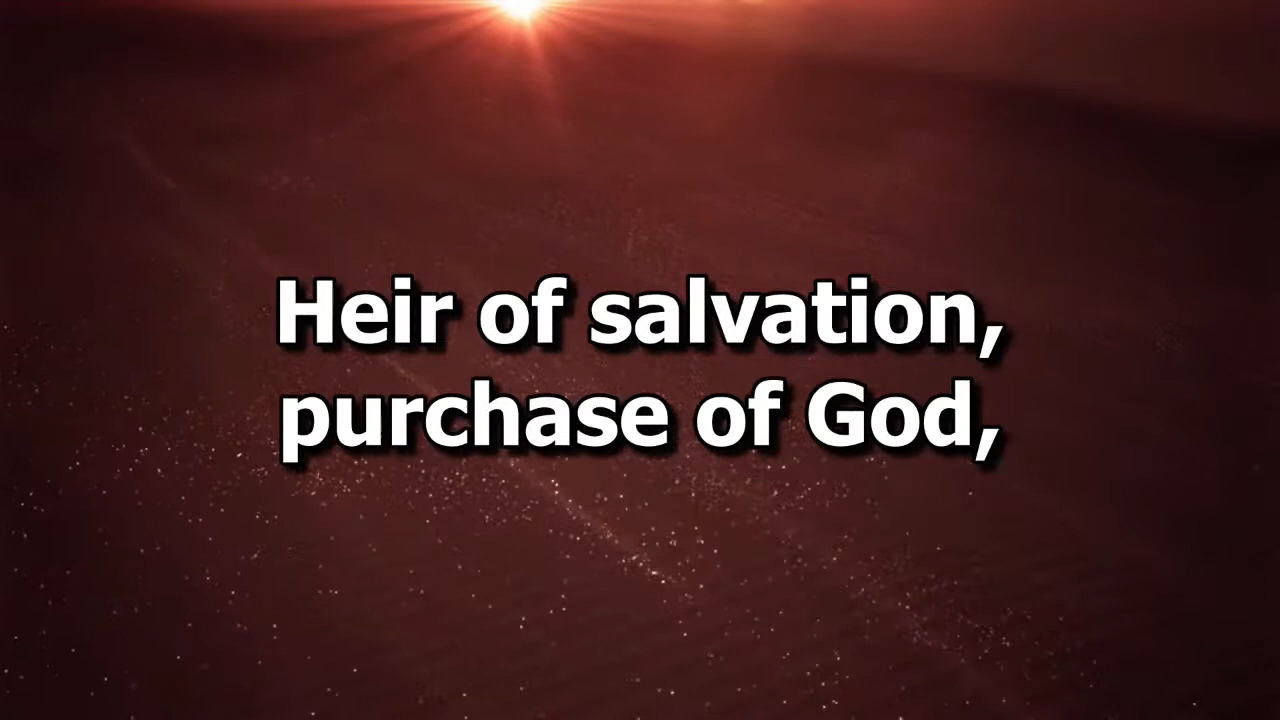 Heir of salvation,
purchase of God,